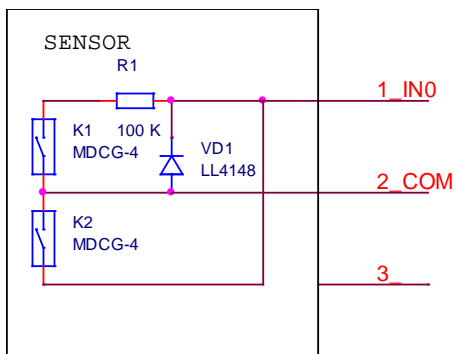 SENSOR
R1
1_IN0
K1
100 K
VD1
MDCG-4
LL4148
2_COM
K2
MDCG-4
3_